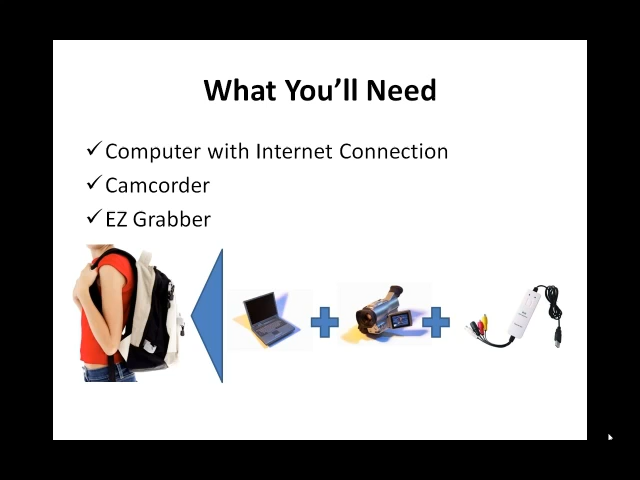 What You'll Need
✓Computer with Internet Connection
✓Camcorder
✓EZ Grabber